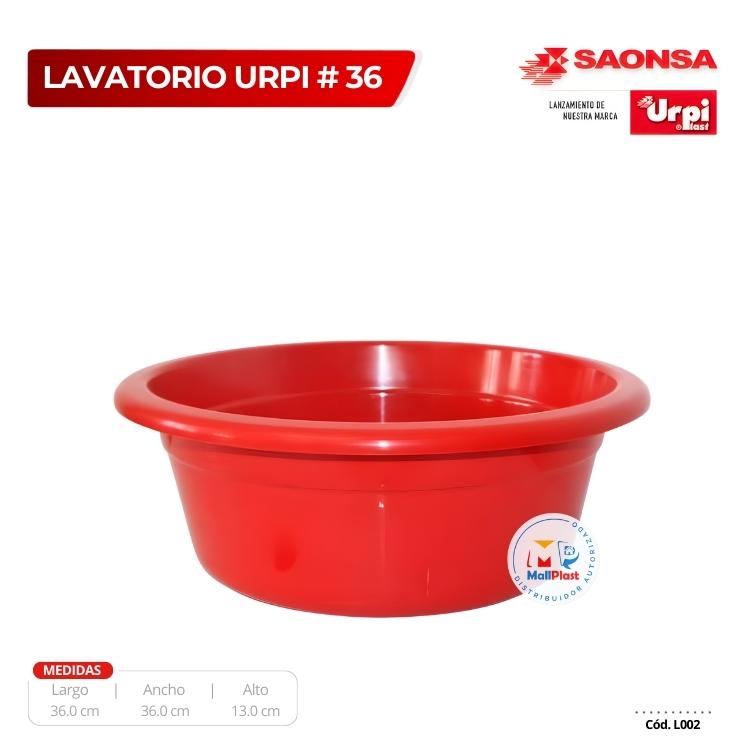 LAVATORIO URPI # 36
SAONSA
LANZAMIENTO DE
NUESTRA MARCA
Urpi
Plast
MallPlast
DISTRIBUIDOR AUTORIZADO
MEDIDAS
Largo | Ancho | Alto
36.0 cm 36.0 cm 13.0 cm
Cód. L002